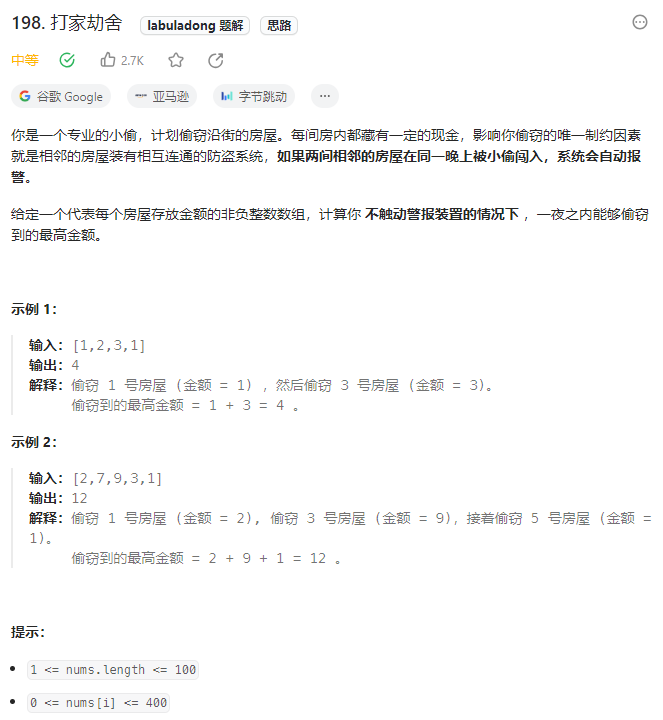 198. 打家劫舍 labuladong 题解 思路
中等 2.7K
谷歌 Google 亚马逊 字节跳动 ...
你是一个专业的小偷，计划偷窃沿街的房屋。每间房内都藏有一定的现金，影响你偷窃的唯一制约因素
就是相邻的房屋装有相互连通的防盗系统，如果两间相邻的房屋在同一晚上被小偷闯入，系统会自动报
警。
给定一个代表每个房屋存放金额的非负整数数组，计算你 不触动警报装置的情况下 ，一夜之内能够偷窃
到的最高金额。
示例 1：
输入：[1,2,3,1]
输出：4
解释：偷窃 1 号房屋 (金额 = 1) ，然后偷窃 3 号房屋 (金额 = 3)。
偷窃到的最高金额 = 1 + 3 = 4 。
示例 2：
输入：[2,7,9,3,1]
输出：12
解释：偷窃 1 号房屋 (金额 = 2), 偷窃 3 号房屋 (金额 = 9)，接着偷窃 5 号房屋 (金额 =
1)。
偷窃到的最高金额 = 2 + 9 + 1 = 12 。
提示：
• 1 <= nums.length <= 100
• 0 <= nums[i] <= 400